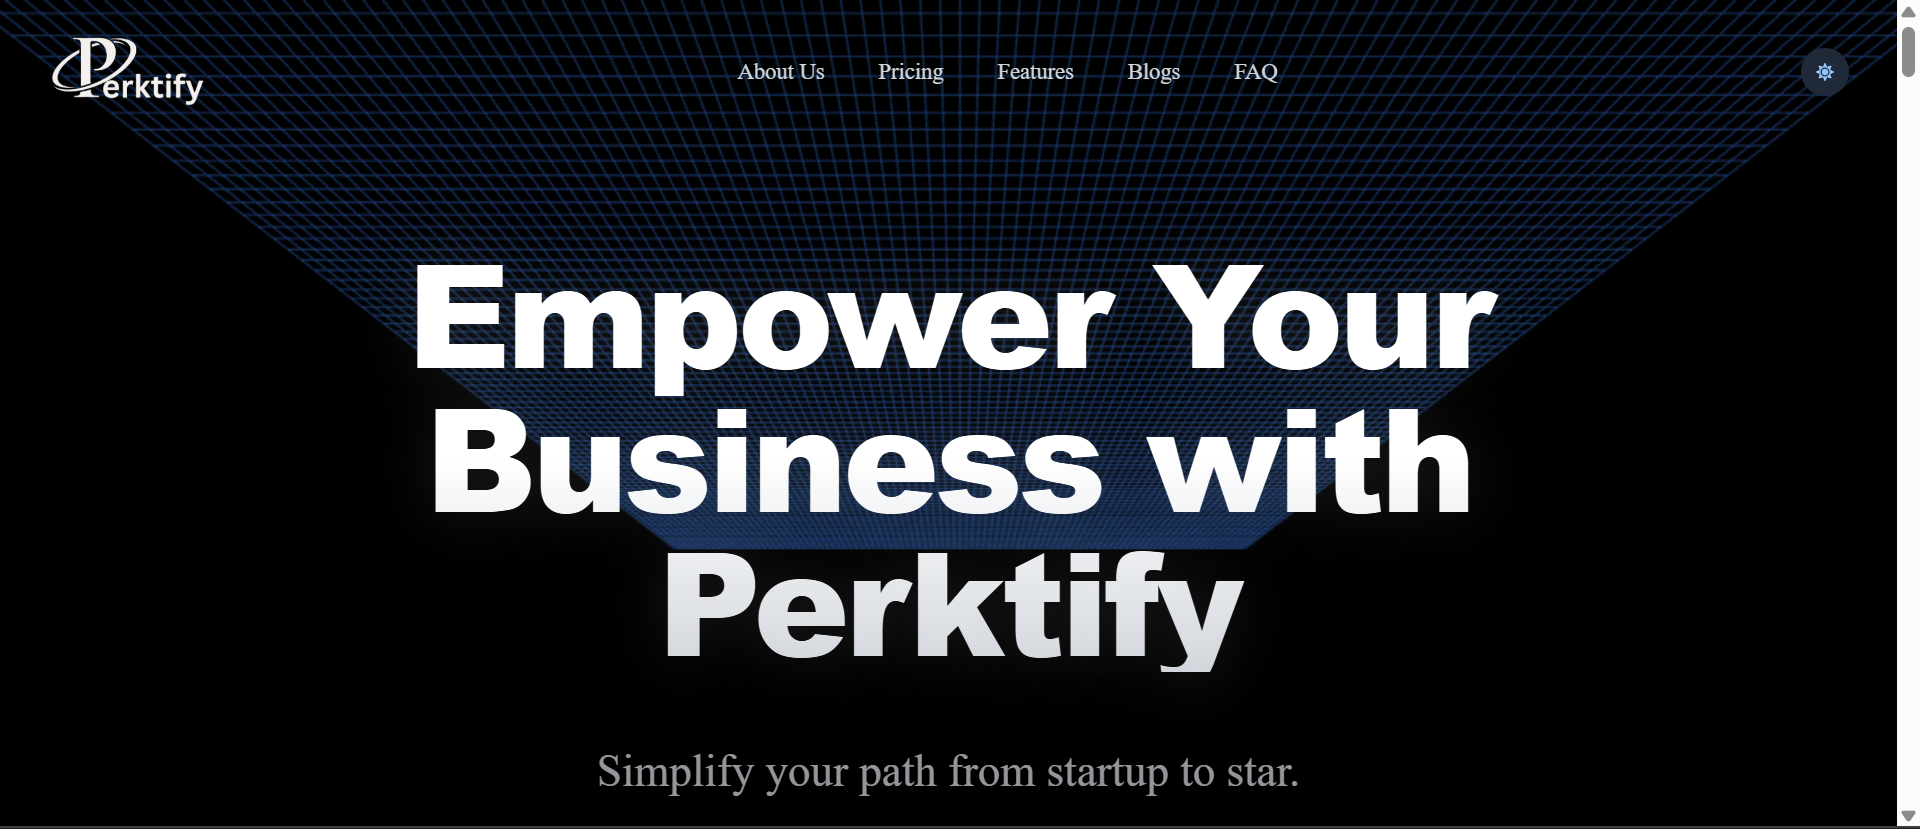 Perktify
About Us Pricing Features Blogs FAQ
Empower Your
Business with
Perktify
Simplify your path from startup to star.